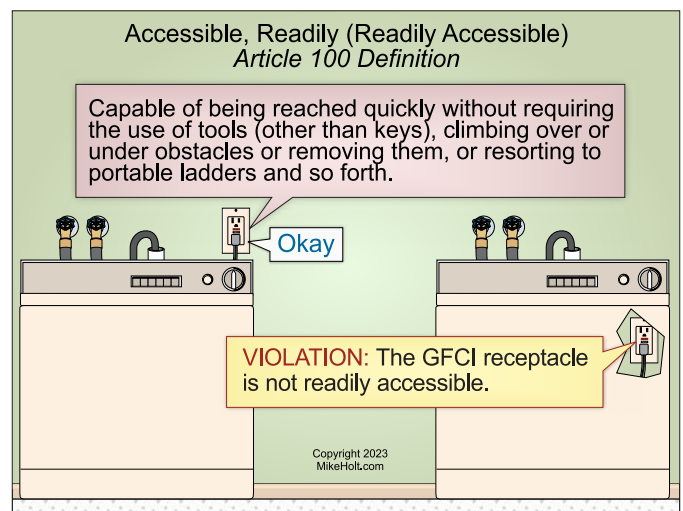 Accessible, Readily (Readily Accessible)
Article 100 Definition
Capable of being reached quickly without requiring
the use of tools (other than keys), climbing over or
under obstacles or removing them, or resorting to
portable ladders and so forth.
Okay
VIOLATION: The GFCI receptacle
is not readily accessible.
Copyright 2023
MikeHolt.com